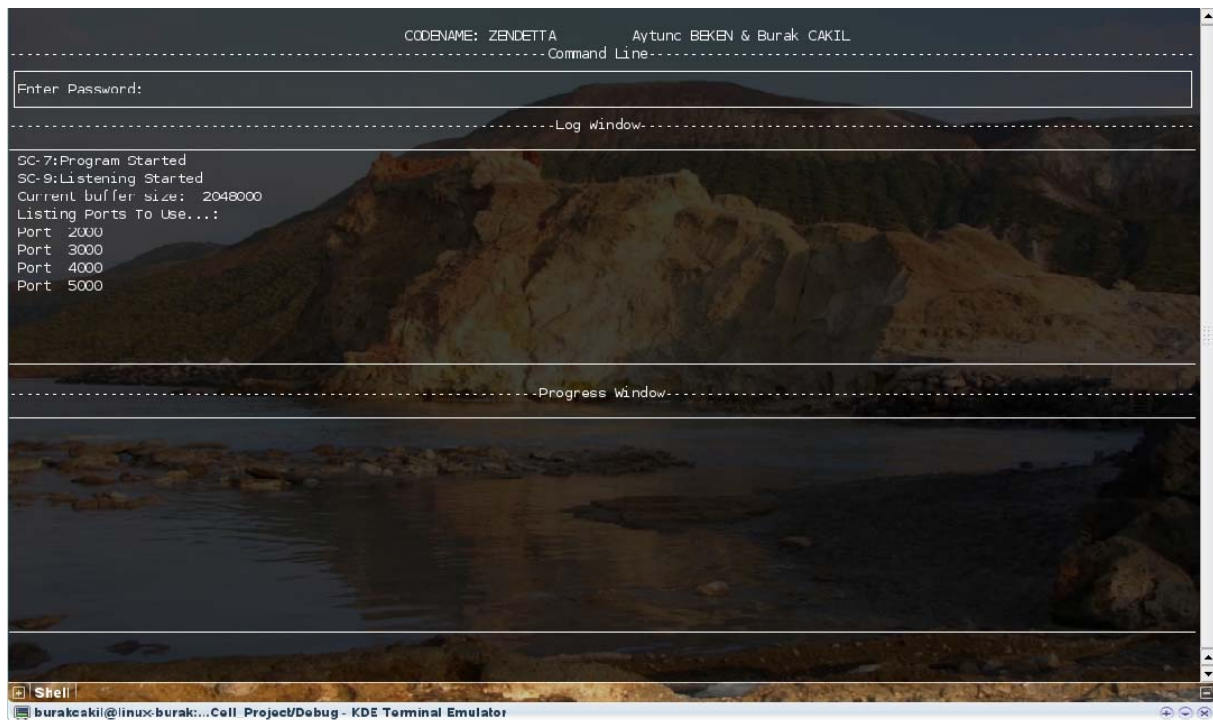 CODENAME: ZENDETTA Aytunc BEKEN & Burak CAKIL
Command Line
Enter Password:
Log Window
SC-7:Program Started
SC-9:Listening Started
Current buffer size: 2048000
Listing Ports To Use...:
Port 2000
Port 3000
Port 4000
Port 5000
Progress Window
Shell
burakcakil@linux-burak:...Cell_Project/Debug - KDE Terminal Emulator